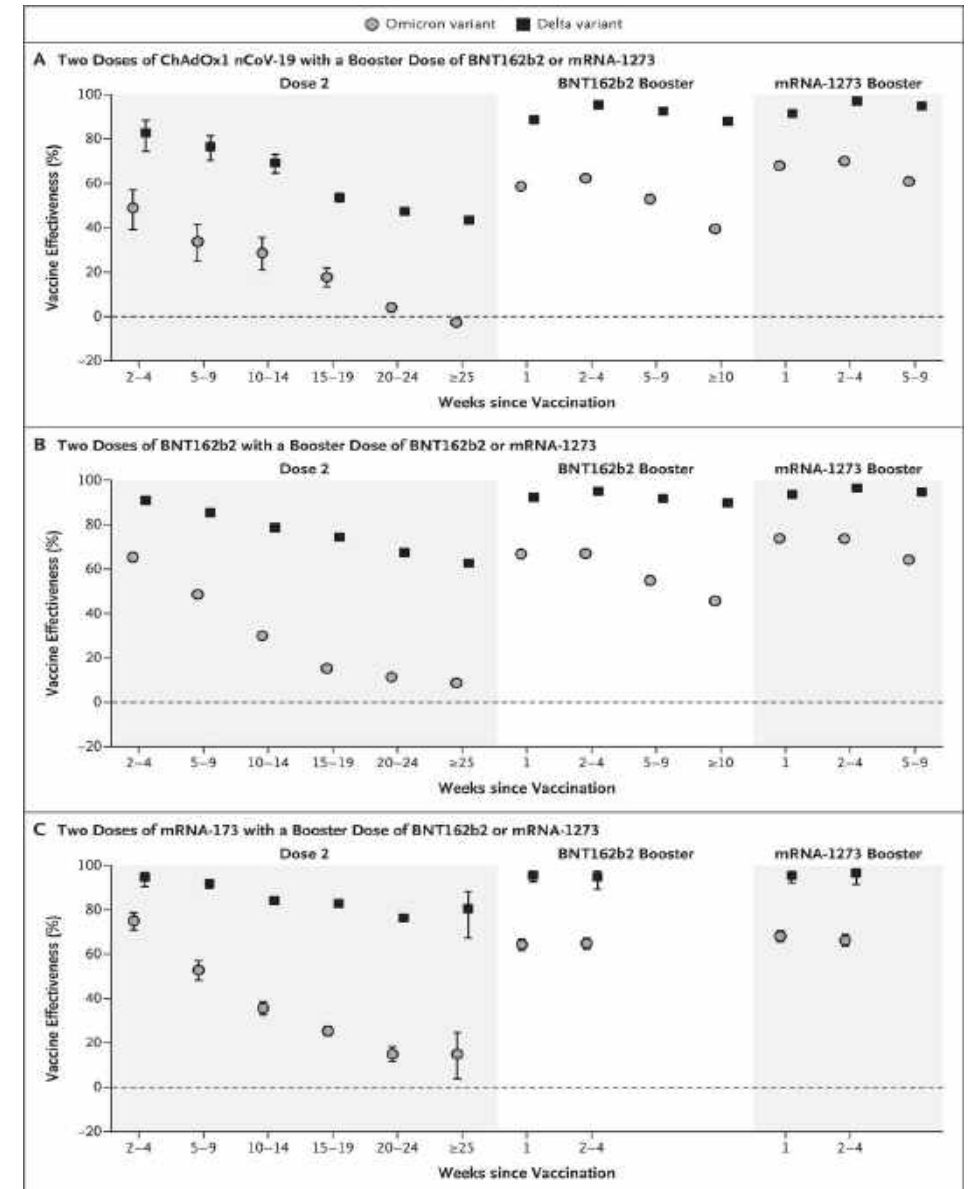 Omicron variant Delta variant
A Two Doses of ChAdOx1 nCoV-19 with a Booster Dose of BNT162b2 or mRNA-1273
Dose 2 BNT162b2 Booster mRNA-1273 Booster
Vaccine Effectiveness (%)
100
80
60
40
20
0
-20
2–4 5–9 10–14 15–19 20–24 ≥25 1 2–4 5–9 ≥10 1 2–4 5–9
Weeks since Vaccination
B Two Doses of BNT162b2 with a Booster Dose of BNT162b2 or mRNA-1273
Dose 2 BNT162b2 Booster mRNA-1273 Booster
Vaccine Effectiveness (%)
100
80
60
40
20
0
-20
2–4 5–9 10–14 15–19 20–24 ≥25 1 2–4 5–9 ≥10 1 2–4 5–9
Weeks since Vaccination
C Two Doses of mRNA-173 with a Booster Dose of BNT162b2 or mRNA-1273
Dose 2 BNT162b2 Booster mRNA-1273 Booster
Vaccine Effectiveness (%)
100
80
60
40
20
0
-20
2–4 5–9 10–14 15–19 20–24 ≥25 1 2–4 1 2–4
Weeks since Vaccination